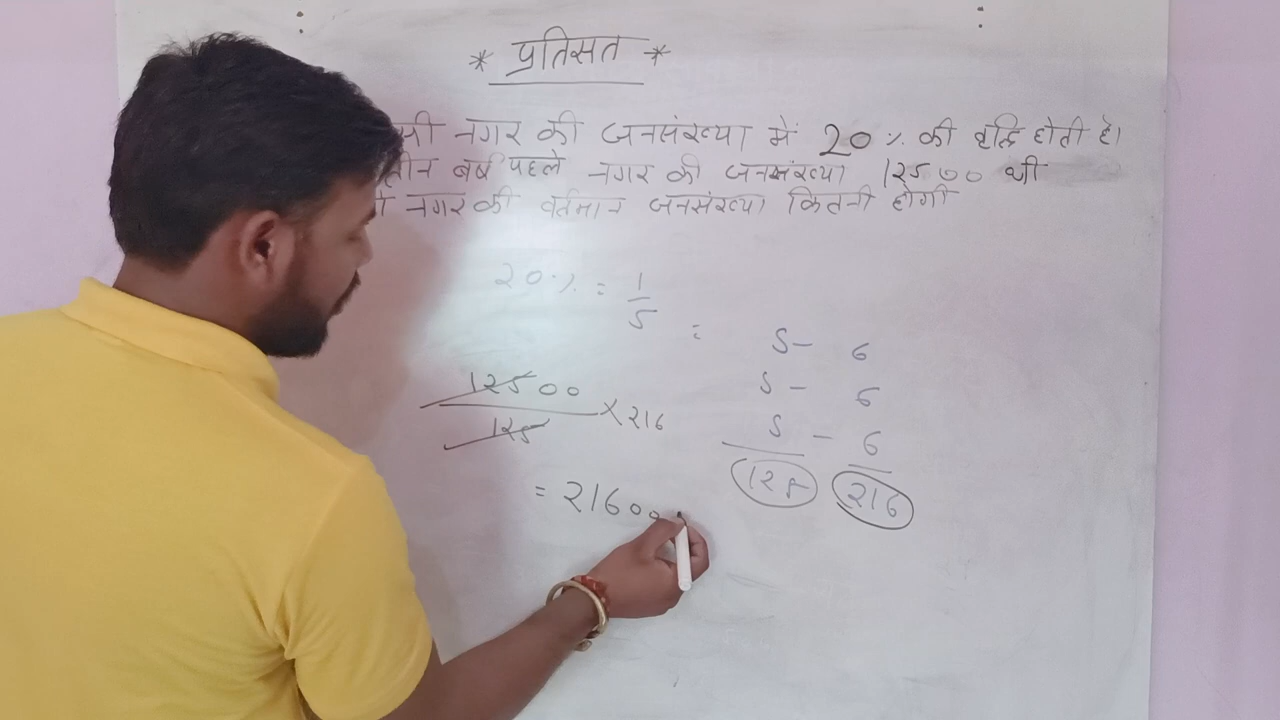 * प्रतिसत *
सी नगर की जनसंख्या में 20 % की वृद्धि होती है।
तीन बर्ष पहले नगर की जनसंख्या 12500 थी
नगर की वर्तमान जनसंख्या कितनी होगी
20 % = 1/5
= 5 - 6
5 - 6
5 - 6
125 216
12500/125 × 216
= 21600